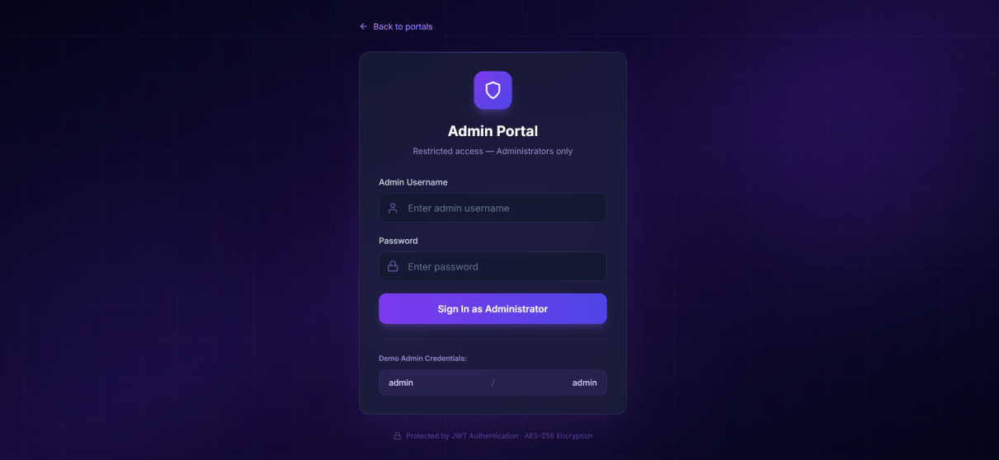 Back to portals
Admin Portal
Restricted access — Administrators only
Admin Username
Enter admin username
Password
Enter password
Sign In as Administrator
Demo Admin Credentials:
admin / admin
Protected by JWT Authentication · AES-256 Encryption